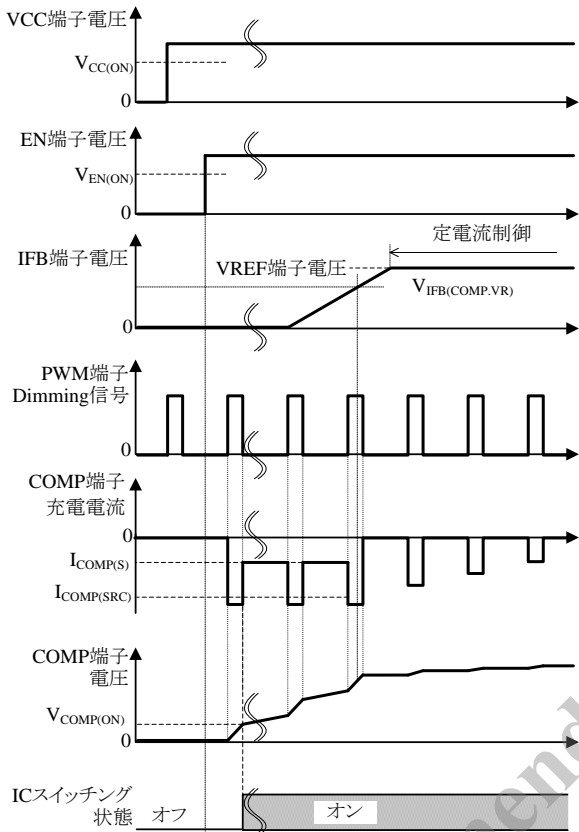 VCC端子電圧
VCC(ON)
0
EN端子電圧
VEN(ON)
0
定電流制御
IFB端子電圧
VREF端子電圧
VIFB(COMP.VR)
0
PWM端子
Dimming信号
0
COMP端子
充電電流
0
ICOMP(S)
ICOMP(SRC)
COMP端子
電圧
VCOMP(ON)
0
ICスイッチング
状態
オフ
オン